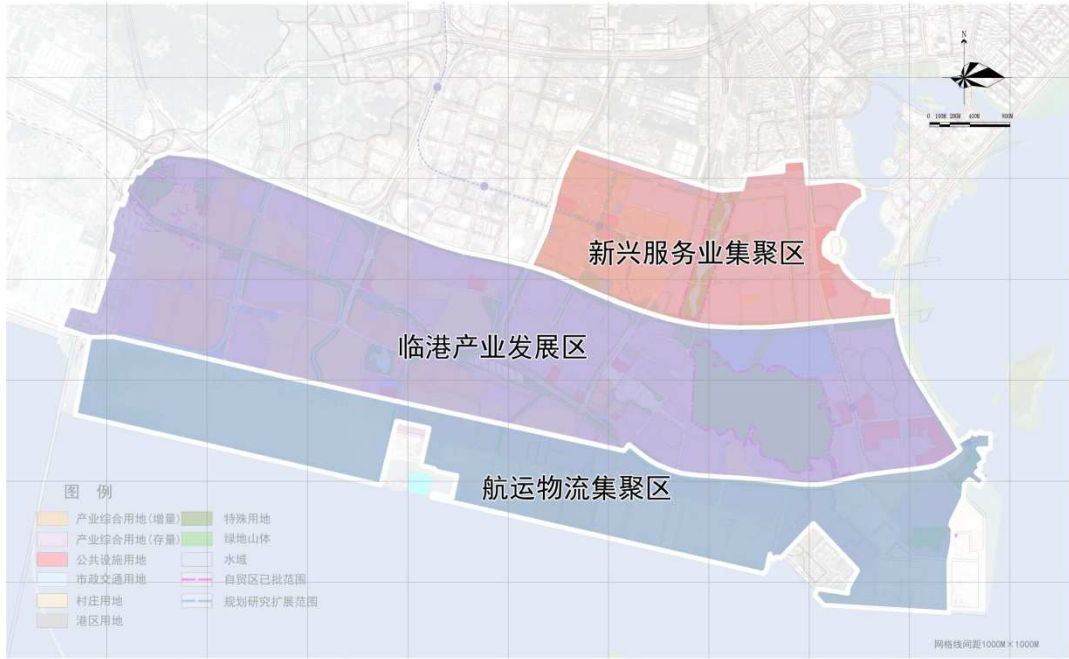 N
0 100M 200M 400M 900M
新兴服务业集聚区
临港产业发展区
航运物流集聚区
图 例
产业综合用地(增量)
产业综合用地(存量)
公共设施用地
市政交通用地
村庄用地
港区用地
特殊用地
绿地山体
水域
自贸区已批范围
规划研究扩展范围
网格线间距1000M×1000M